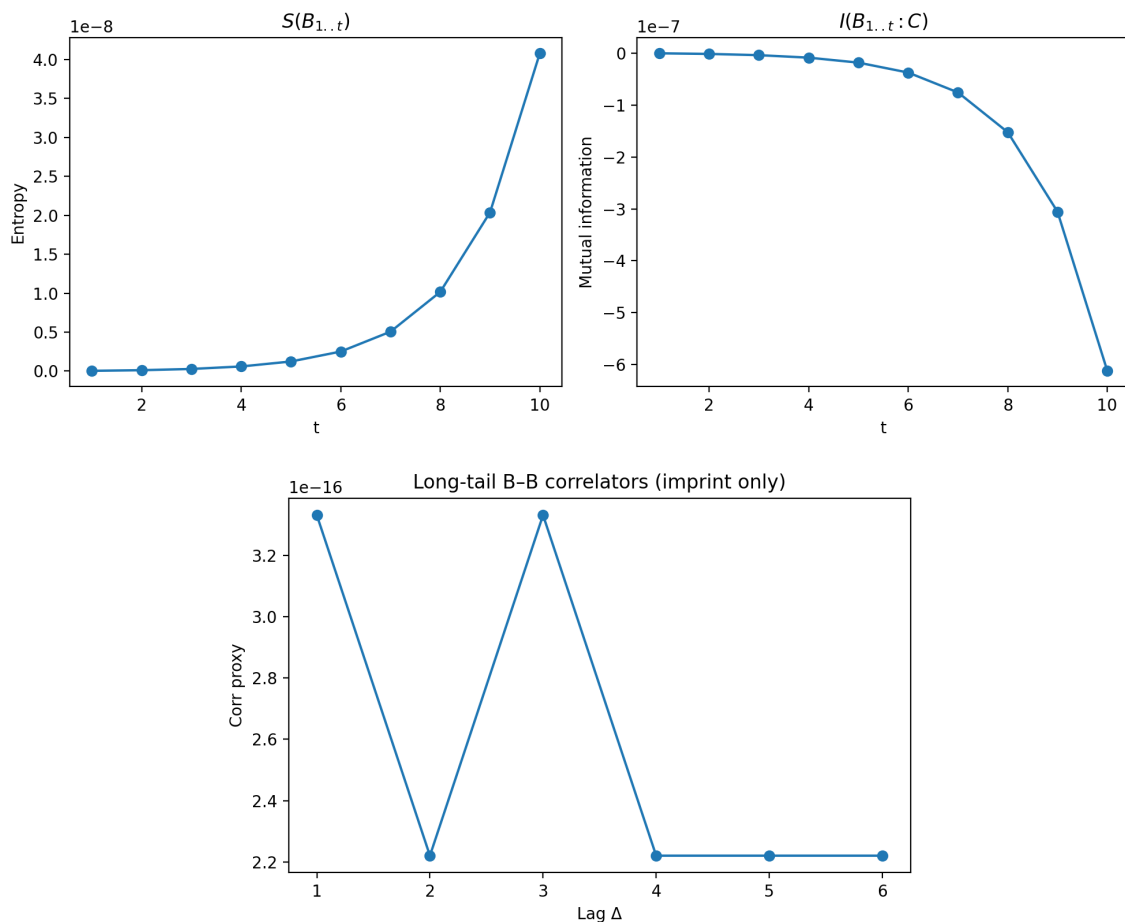 S(B₁..ₜ)
1e−8
4.0
3.5
3.0
2.5
2.0
1.5
1.0
0.5
0.0
Entropy
2 4 6 8 10
t
I(B₁..ₜ : C)
1e−7
0
−1
−2
−3
−4
−5
−6
Mutual information
2 4 6 8 10
t
Long-tail B–B correlators (imprint only)
1e−16
3.2
3.0
2.8
2.6
2.4
2.2
Corr proxy
1 2 3 4 5 6
Lag Δ